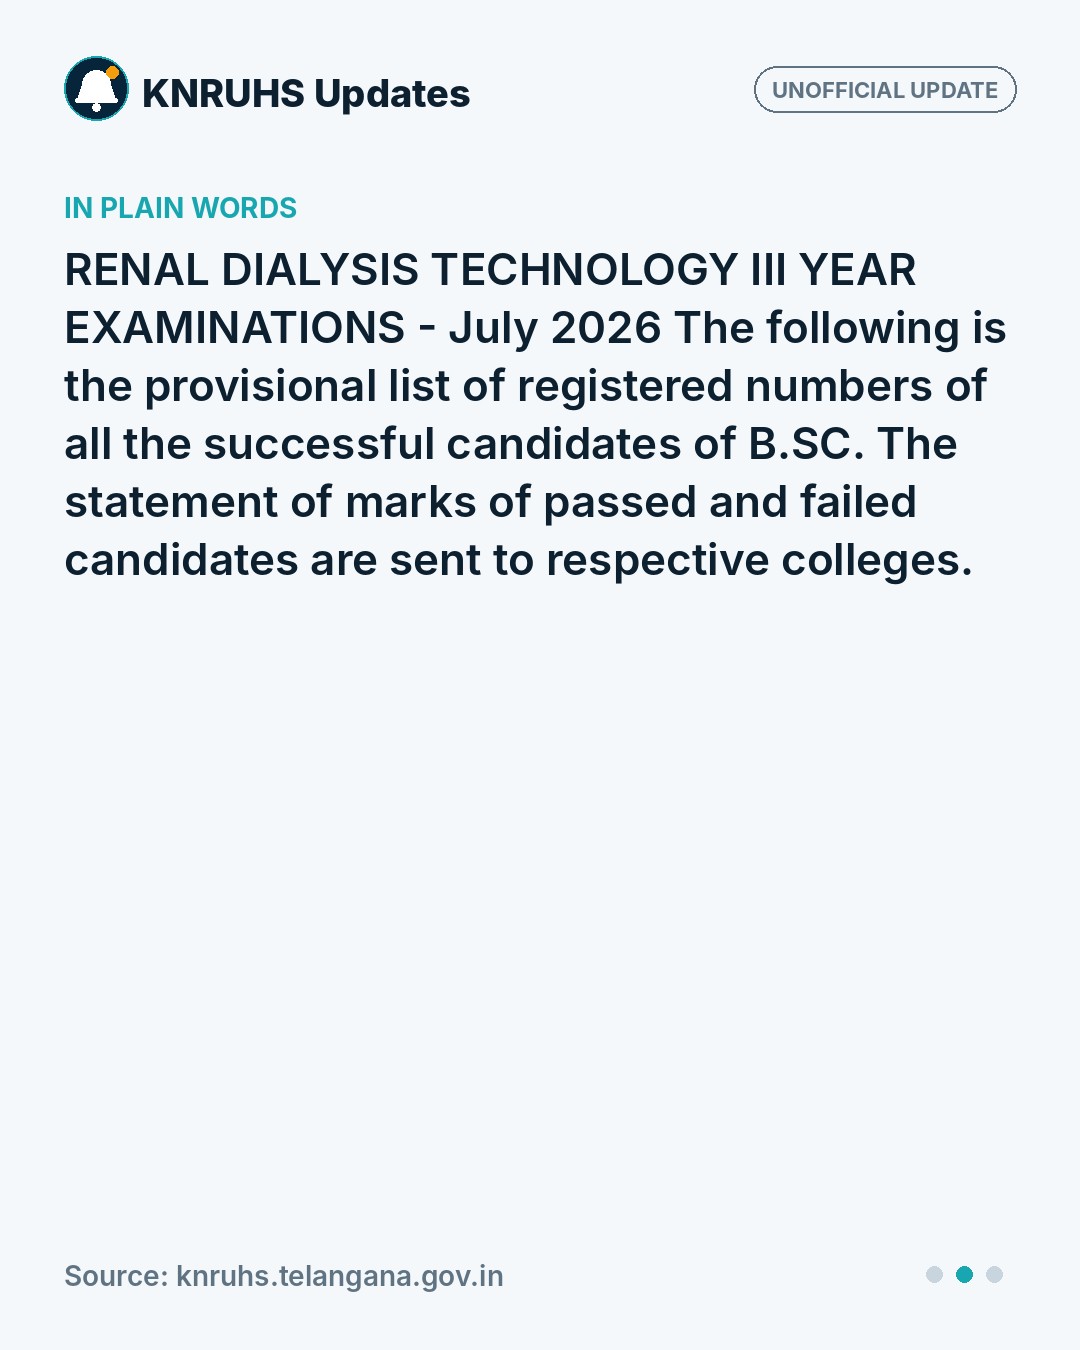 KNRUHS Updates
UNOFFICIAL UPDATE
IN PLAIN WORDS
RENAL DIALYSIS TECHNOLOGY III YEAR
EXAMINATIONS - July 2026 The following is
the provisional list of registered numbers of
all the successful candidates of B.SC. The
statement of marks of passed and failed
candidates are sent to respective colleges.
Source: knruhs.telangana.gov.in